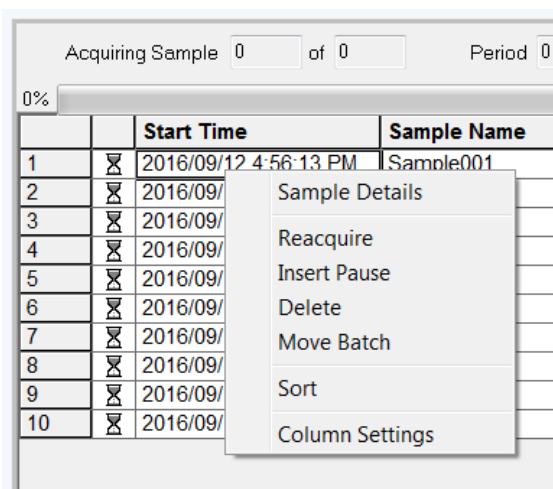 Acquiring Sample 0 of 0 Period 0
0%
Start Time Sample Name
1 2016/09/12 4:56:13 PM Sample001
2 2016/09/
3 2016/09/
4 2016/09/
5 2016/09/
6 2016/09/
7 2016/09/
8 2016/09/
9 2016/09/
10 2016/09/
Sample Details
Reacquire
Insert Pause
Delete
Move Batch
Sort
Column Settings